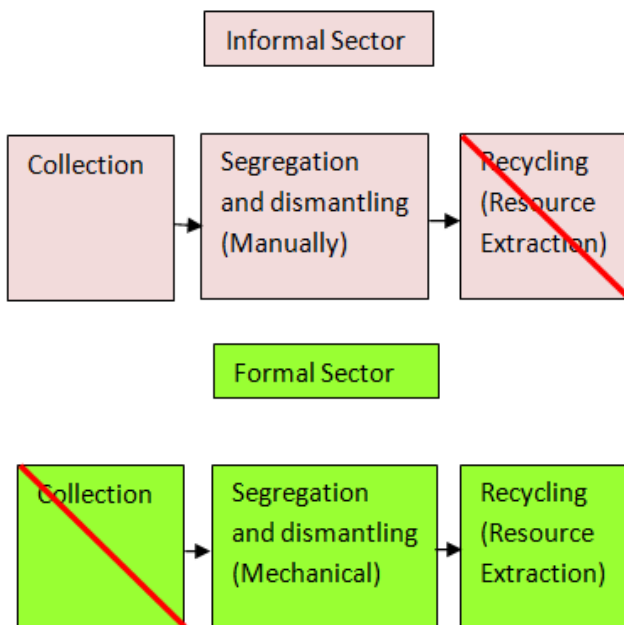 Informal Sector
Collection
Segregation
and dismantling
(Manually)
Recycling
(Resource
Extraction)
Formal Sector
Collection
Segregation
and dismantling
(Mechanical)
Recycling
(Resource
Extraction)